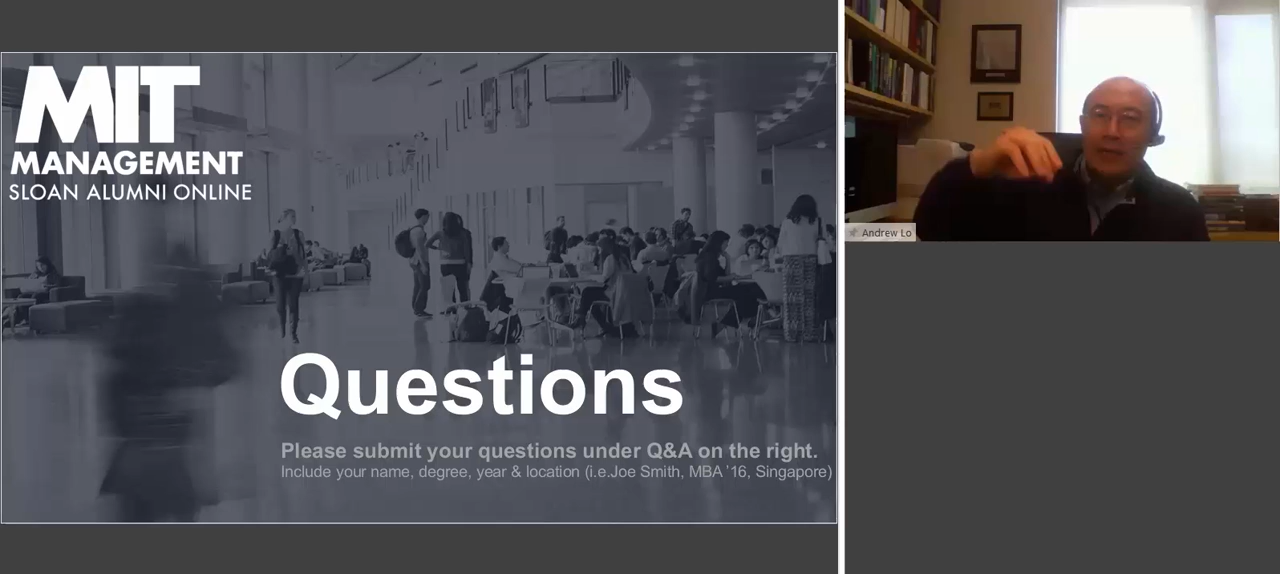 MIT
MANAGEMENT
SLOAN ALUMNI ONLINE
Questions
Please submit your questions under Q&A on the right.
Include your name, degree, year & location (i.e.Joe Smith, MBA '16, Singapore)
Andrew Lo